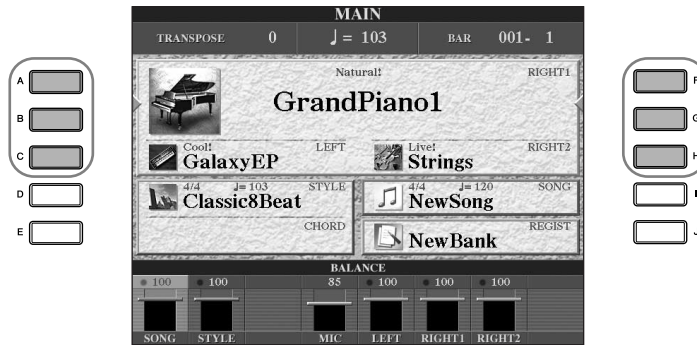 MAIN
TRANSPOSE 0 ♩= 103 BAR 001- 1
Natural! RIGHT1
GrandPiano1
Cool! LEFT
GalaxyEP
Live! RIGHT2
Strings
4/4 ♩= 103 STYLE
Classic8Beat
4/4 ♩= 120 SONG
NewSong
CHORD
REGIST
NewBank
BALANCE
100 100 85 100 100 100
SONG STYLE MIC LEFT RIGHT1 RIGHT2
A
B
C
D
E